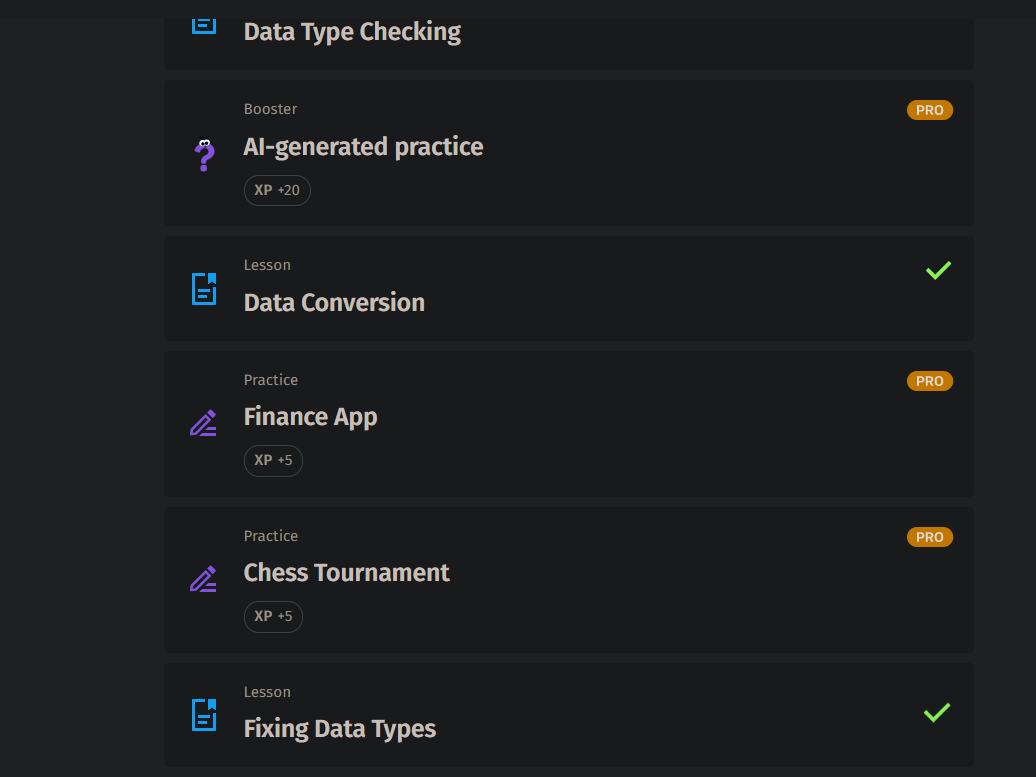 Data Type Checking
Booster
PRO
AI-generated practice
XP +20
Lesson
Data Conversion
Practice
PRO
Finance App
XP +5
Practice
PRO
Chess Tournament
XP +5
Lesson
Fixing Data Types